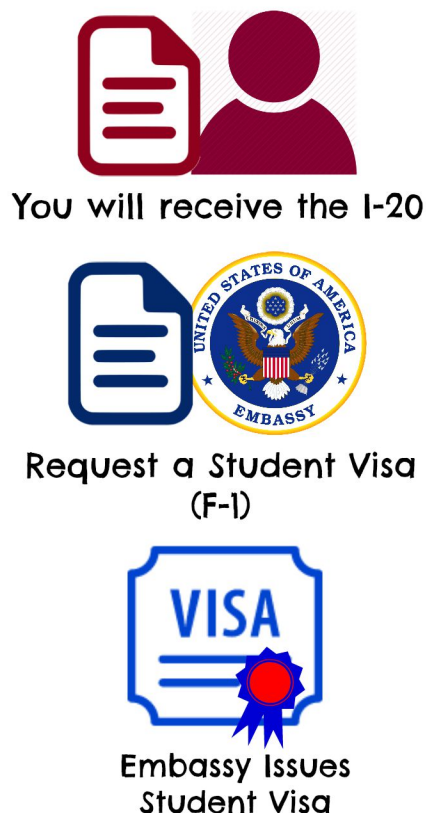 You will receive the I-20
UNITED STATES OF AMERICA
EMBASSY
Request a Student Visa
(F-1)
VISA
Embassy Issues
Student Visa